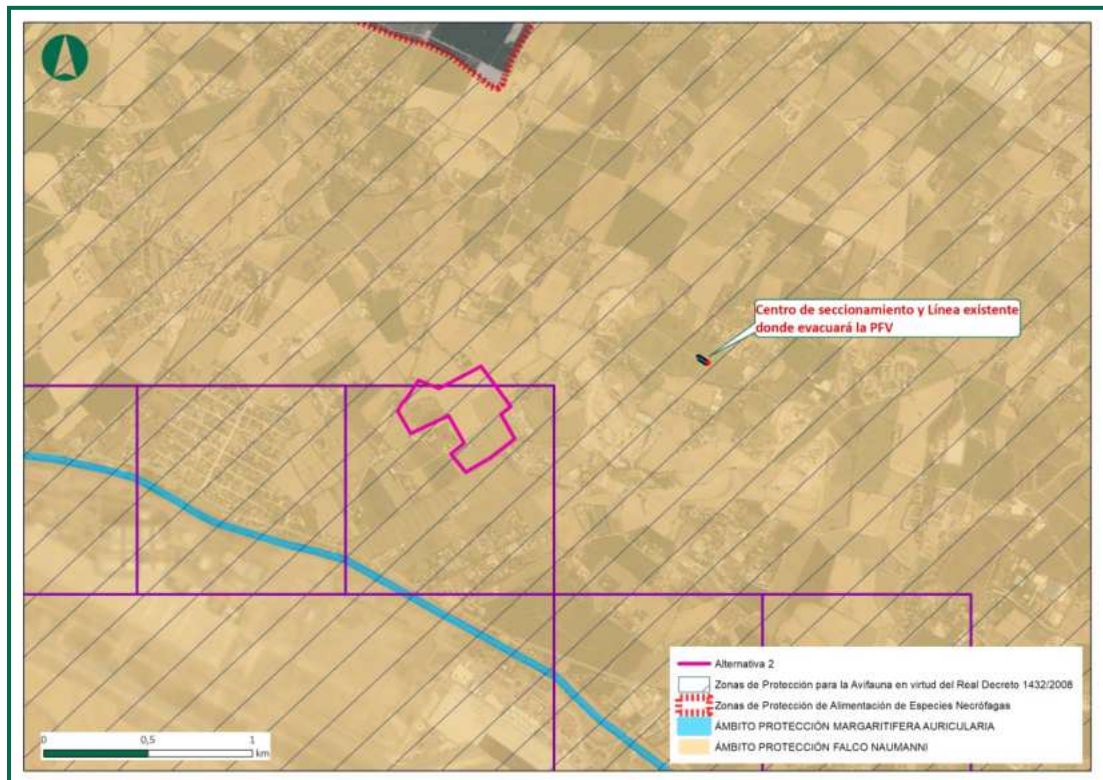 Centro de seccionamiento y Línea existente
donde evacuará la PFV
Alternativa 2
Zonas de Protección para la Avifauna en virtud del Real Decreto 1432/2008
Zonas de Protección de Alimentación de Especies Necrófagas
ÁMBITO PROTECCIÓN MARGARITIFERA AURICULARIA
ÁMBITO PROTECCIÓN FALCO NAUMANNI
0 0,5 1
km